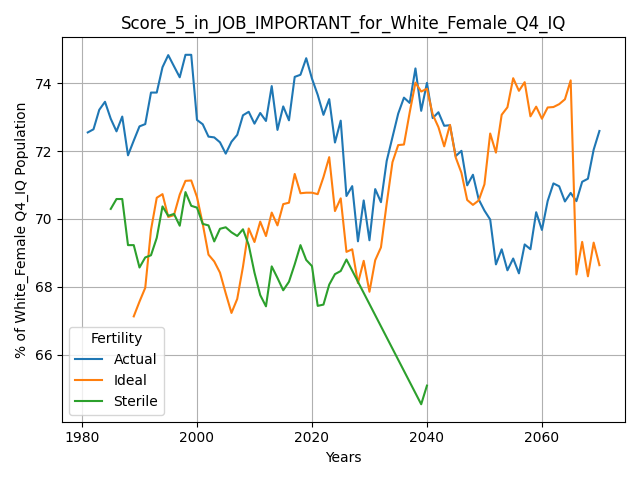 Score_5_in_JOB_IMPORTANT_for_White_Female_Q4_IQ
% of White_Female Q4_IQ Population
74
72
70
68
66
Fertility
Actual
Ideal
Sterile
1980
2000
2020
2040
2060
Years